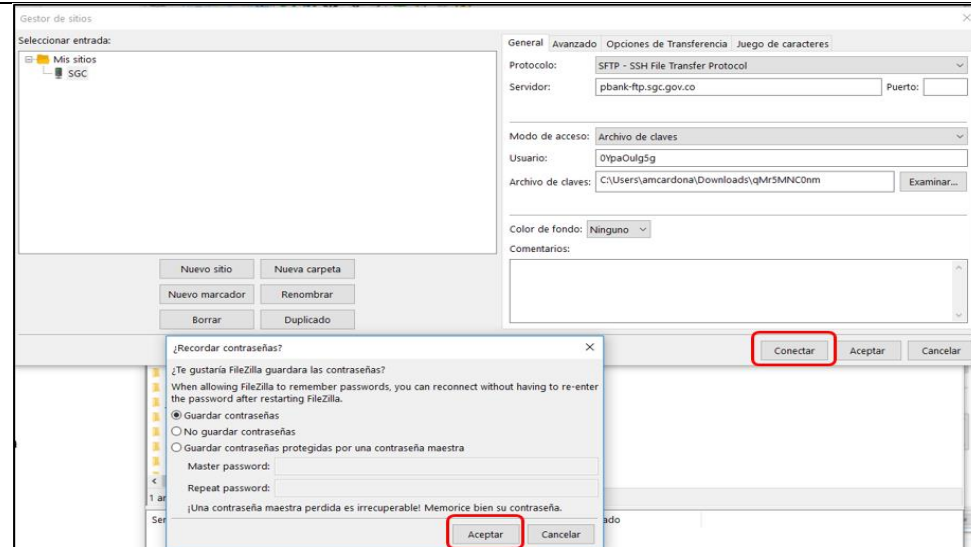 Gestor de sitios
Seleccionar entrada:
Mis sitios
SGC
General Avanzado Opciones de Transferencia Juego de caracteres
Protocolo: SFTP - SSH File Transfer Protocol
Servidor: pbank-ftp.sgc.gov.co Puerto:
Modo de acceso: Archivo de claves
Usuario: 0YpaOulg5g
Archivo de claves: C:\Users\amcardona\Downloads\qMr5MNC0nm Examinar...
Color de fondo: Ninguno
Comentarios:
Nuevo sitio Nueva carpeta
Nuevo marcador Renombrar
Borrar Duplicado
Conectar Aceptar Cancelar
¿Recordar contraseñas?
¿Te gustaría FileZilla guardara las contraseñas?
When allowing FileZilla to remember passwords, you can reconnect without having to re-enter
the password after restarting FileZilla.
Guardar contraseñas
No guardar contraseñas
Guardar contraseñas protegidas por una contraseña maestra
Master password:
Repeat password:
¡Una contraseña maestra perdida es irrecuperable! Memorice bien su contraseña.
Aceptar Cancelar
1 ar
Ser
ado